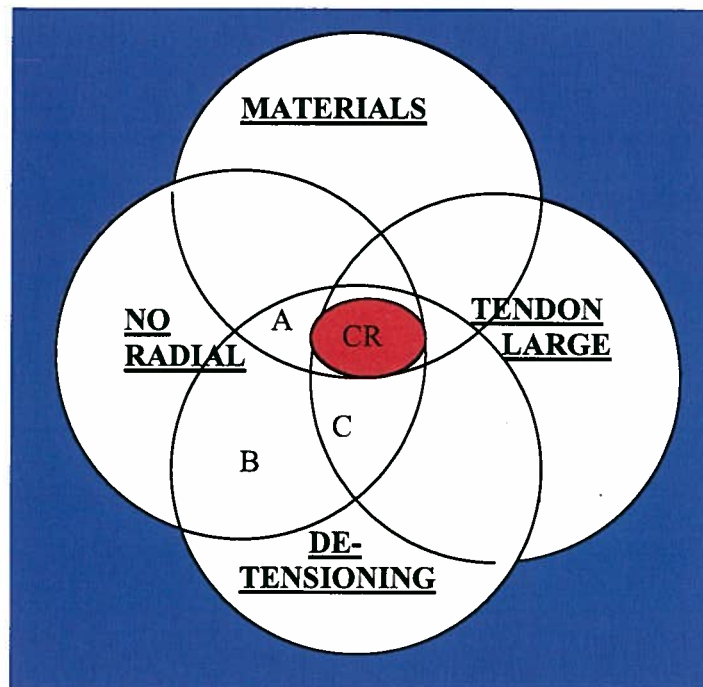 MATERIALS
NO
RADIAL
TENDON
LARGE
A
CR
C
B
DE-
TENSIONING